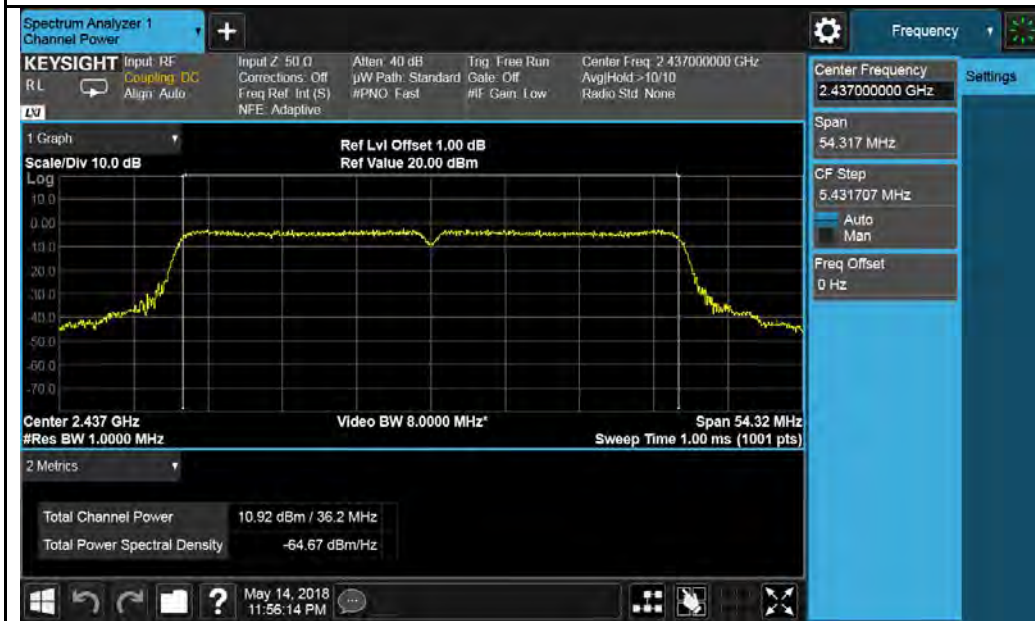 Spectrum Analyzer 1
Channel Power
Frequency
KEYSIGHT
RL
LXI
Input: RF
Coupling: DC
Align: Auto
Input Z: 50 Ω
Corrections: Off
Freq Ref: Int (S)
NFE: Adaptive
Atten: 40 dB
µW Path: Standard
#PNO: Fast
Trig: Free Run
Gate: Off
#IF Gain: Low
Center Freq: 2.437000000 GHz
Avg|Hold:>10/10
Radio Std: None
Center Frequency
2.437000000 GHz
Settings
Span
54.317 MHz
CF Step
5.431707 MHz
Auto
Man
Freq Offset
0 Hz
1 Graph
Scale/Div 10.0 dB
Ref Lvl Offset 1.00 dB
Ref Value 20.00 dBm
Log
10.0
0.00
-10.0
-20.0
-30.0
-40.0
-50.0
-60.0
-70.0
Center 2.437 GHz
#Res BW 1.0000 MHz
Video BW 8.0000 MHz*
Span 54.32 MHz
Sweep Time 1.00 ms (1001 pts)
2 Metrics
Total Channel Power 10.92 dBm / 36.2 MHz
Total Power Spectral Density -64.67 dBm/Hz
?
May 14, 2018
11:56:14 PM